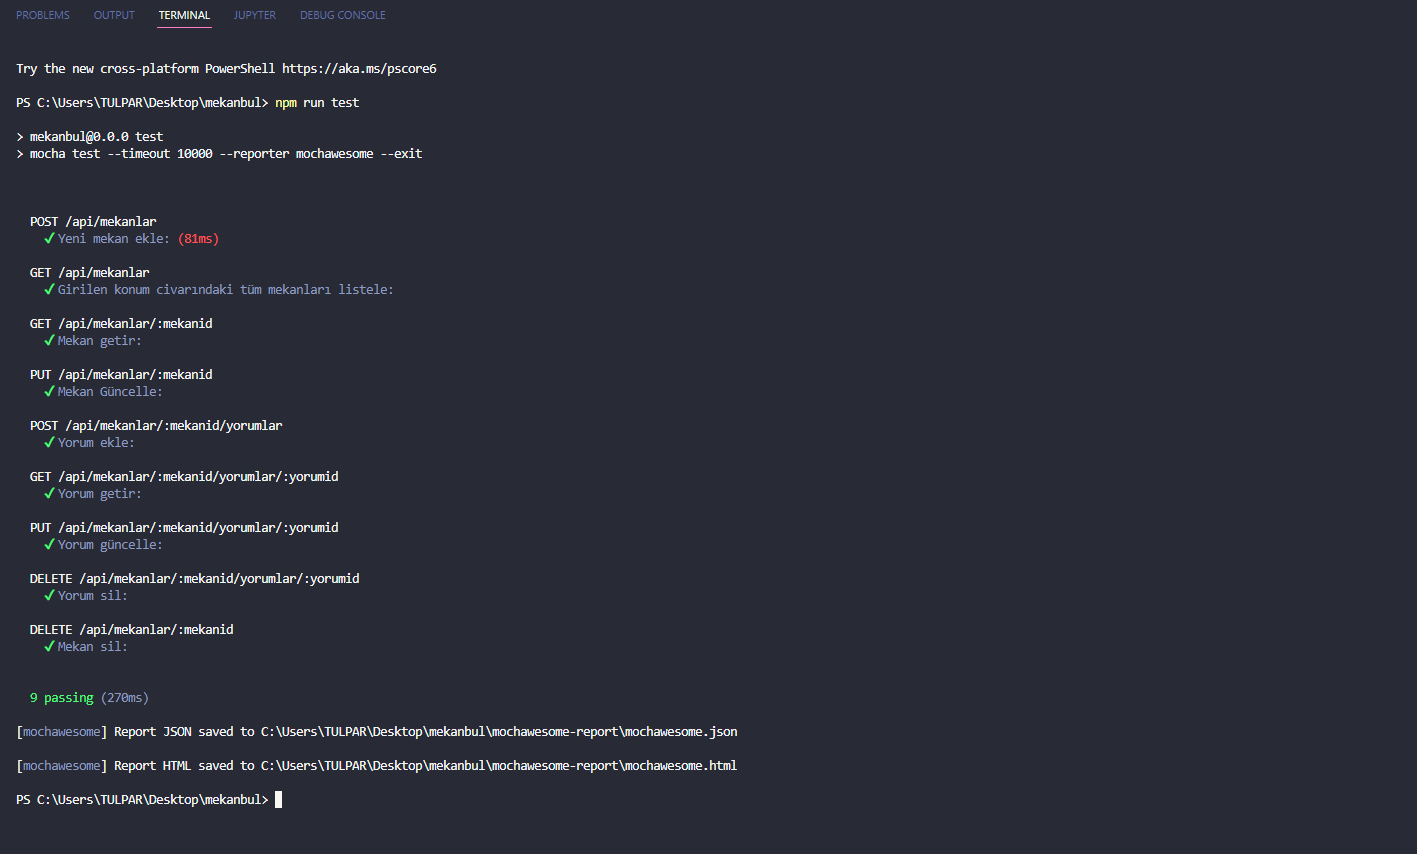 PROBLEMS OUTPUT TERMINAL JUPYTER DEBUG CONSOLE
Try the new cross-platform PowerShell https://aka.ms/pscore6
PS C:\Users\TULPAR\Desktop\mekanbul> npm run test
> mekanbul@0.0.0 test
> mocha test --timeout 10000 --reporter mochawesome --exit
POST /api/mekanlar
✓ Yeni mekan ekle: (81ms)
GET /api/mekanlar
✓ Girilen konum civarındaki tüm mekanları listele:
GET /api/mekanlar/:mekanid
✓ Mekan getir:
PUT /api/mekanlar/:mekanid
✓ Mekan Güncelle:
POST /api/mekanlar/:mekanid/yorumlar
✓ Yorum ekle:
GET /api/mekanlar/:mekanid/yorumlar/:yorumid
✓ Yorum getir:
PUT /api/mekanlar/:mekanid/yorumlar/:yorumid
✓ Yorum güncelle:
DELETE /api/mekanlar/:mekanid/yorumlar/:yorumid
✓ Yorum sil:
DELETE /api/mekanlar/:mekanid
✓ Mekan sil:
9 passing (270ms)
[mochawesome] Report JSON saved to C:\Users\TULPAR\Desktop\mekanbul\mochawesome-report\mochawesome.json
[mochawesome] Report HTML saved to C:\Users\TULPAR\Desktop\mekanbul\mochawesome-report\mochawesome.html
PS C:\Users\TULPAR\Desktop\mekanbul>